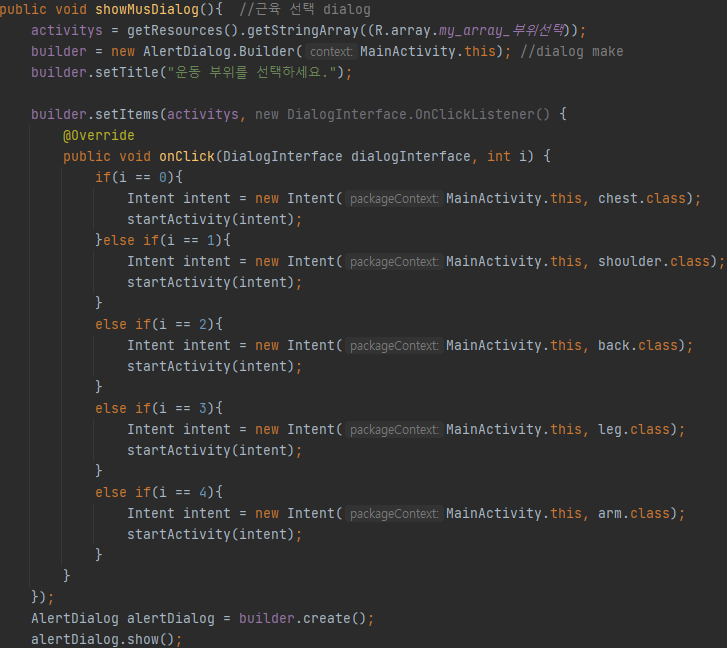 public void showMusDialog(){  //근육 선택 dialog
    activitys = getResources().getStringArray((R.array.my_array_부위선택));
    builder = new AlertDialog.Builder( context: MainActivity.this); //dialog make
    builder.setTitle("운동 부위를 선택하세요.");

    builder.setItems(activitys, new DialogInterface.OnClickListener() {
        @Override
        public void onClick(DialogInterface dialogInterface, int i) {
            if(i == 0){
                Intent intent = new Intent( packageContext: MainActivity.this, chest.class);
                startActivity(intent);
            }else if(i == 1){
                Intent intent = new Intent( packageContext: MainActivity.this, shoulder.class);
                startActivity(intent);
            }
            else if(i == 2){
                Intent intent = new Intent( packageContext: MainActivity.this, back.class);
                startActivity(intent);
            }
            else if(i == 3){
                Intent intent = new Intent( packageContext: MainActivity.this, leg.class);
                startActivity(intent);
            }
            else if(i == 4){
                Intent intent = new Intent( packageContext: MainActivity.this, arm.class);
                startActivity(intent);
            }
        }
    });
    AlertDialog alertDialog = builder.create();
    alertDialog.show();